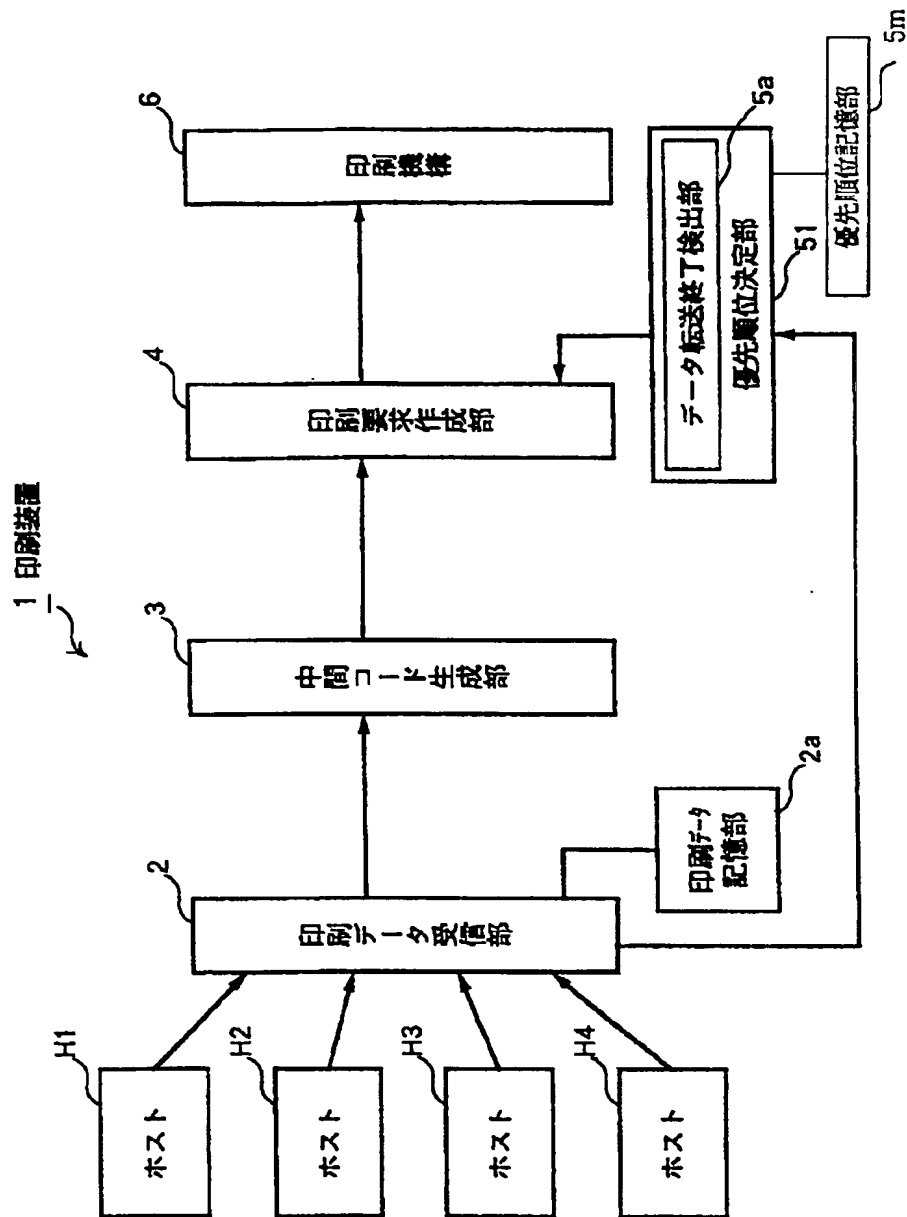 1 印刷装置
H1
ホスト
H2
ホスト
H3
ホスト
H4
ホスト
2
印刷データ受信部
2a
印刷データ
記憶部
3
中間コード生成部
4
印刷要求作成部
6
印刷機構
5a
データ転送終了検出部
優先順位決定部
51
優先順位記憶部
5m